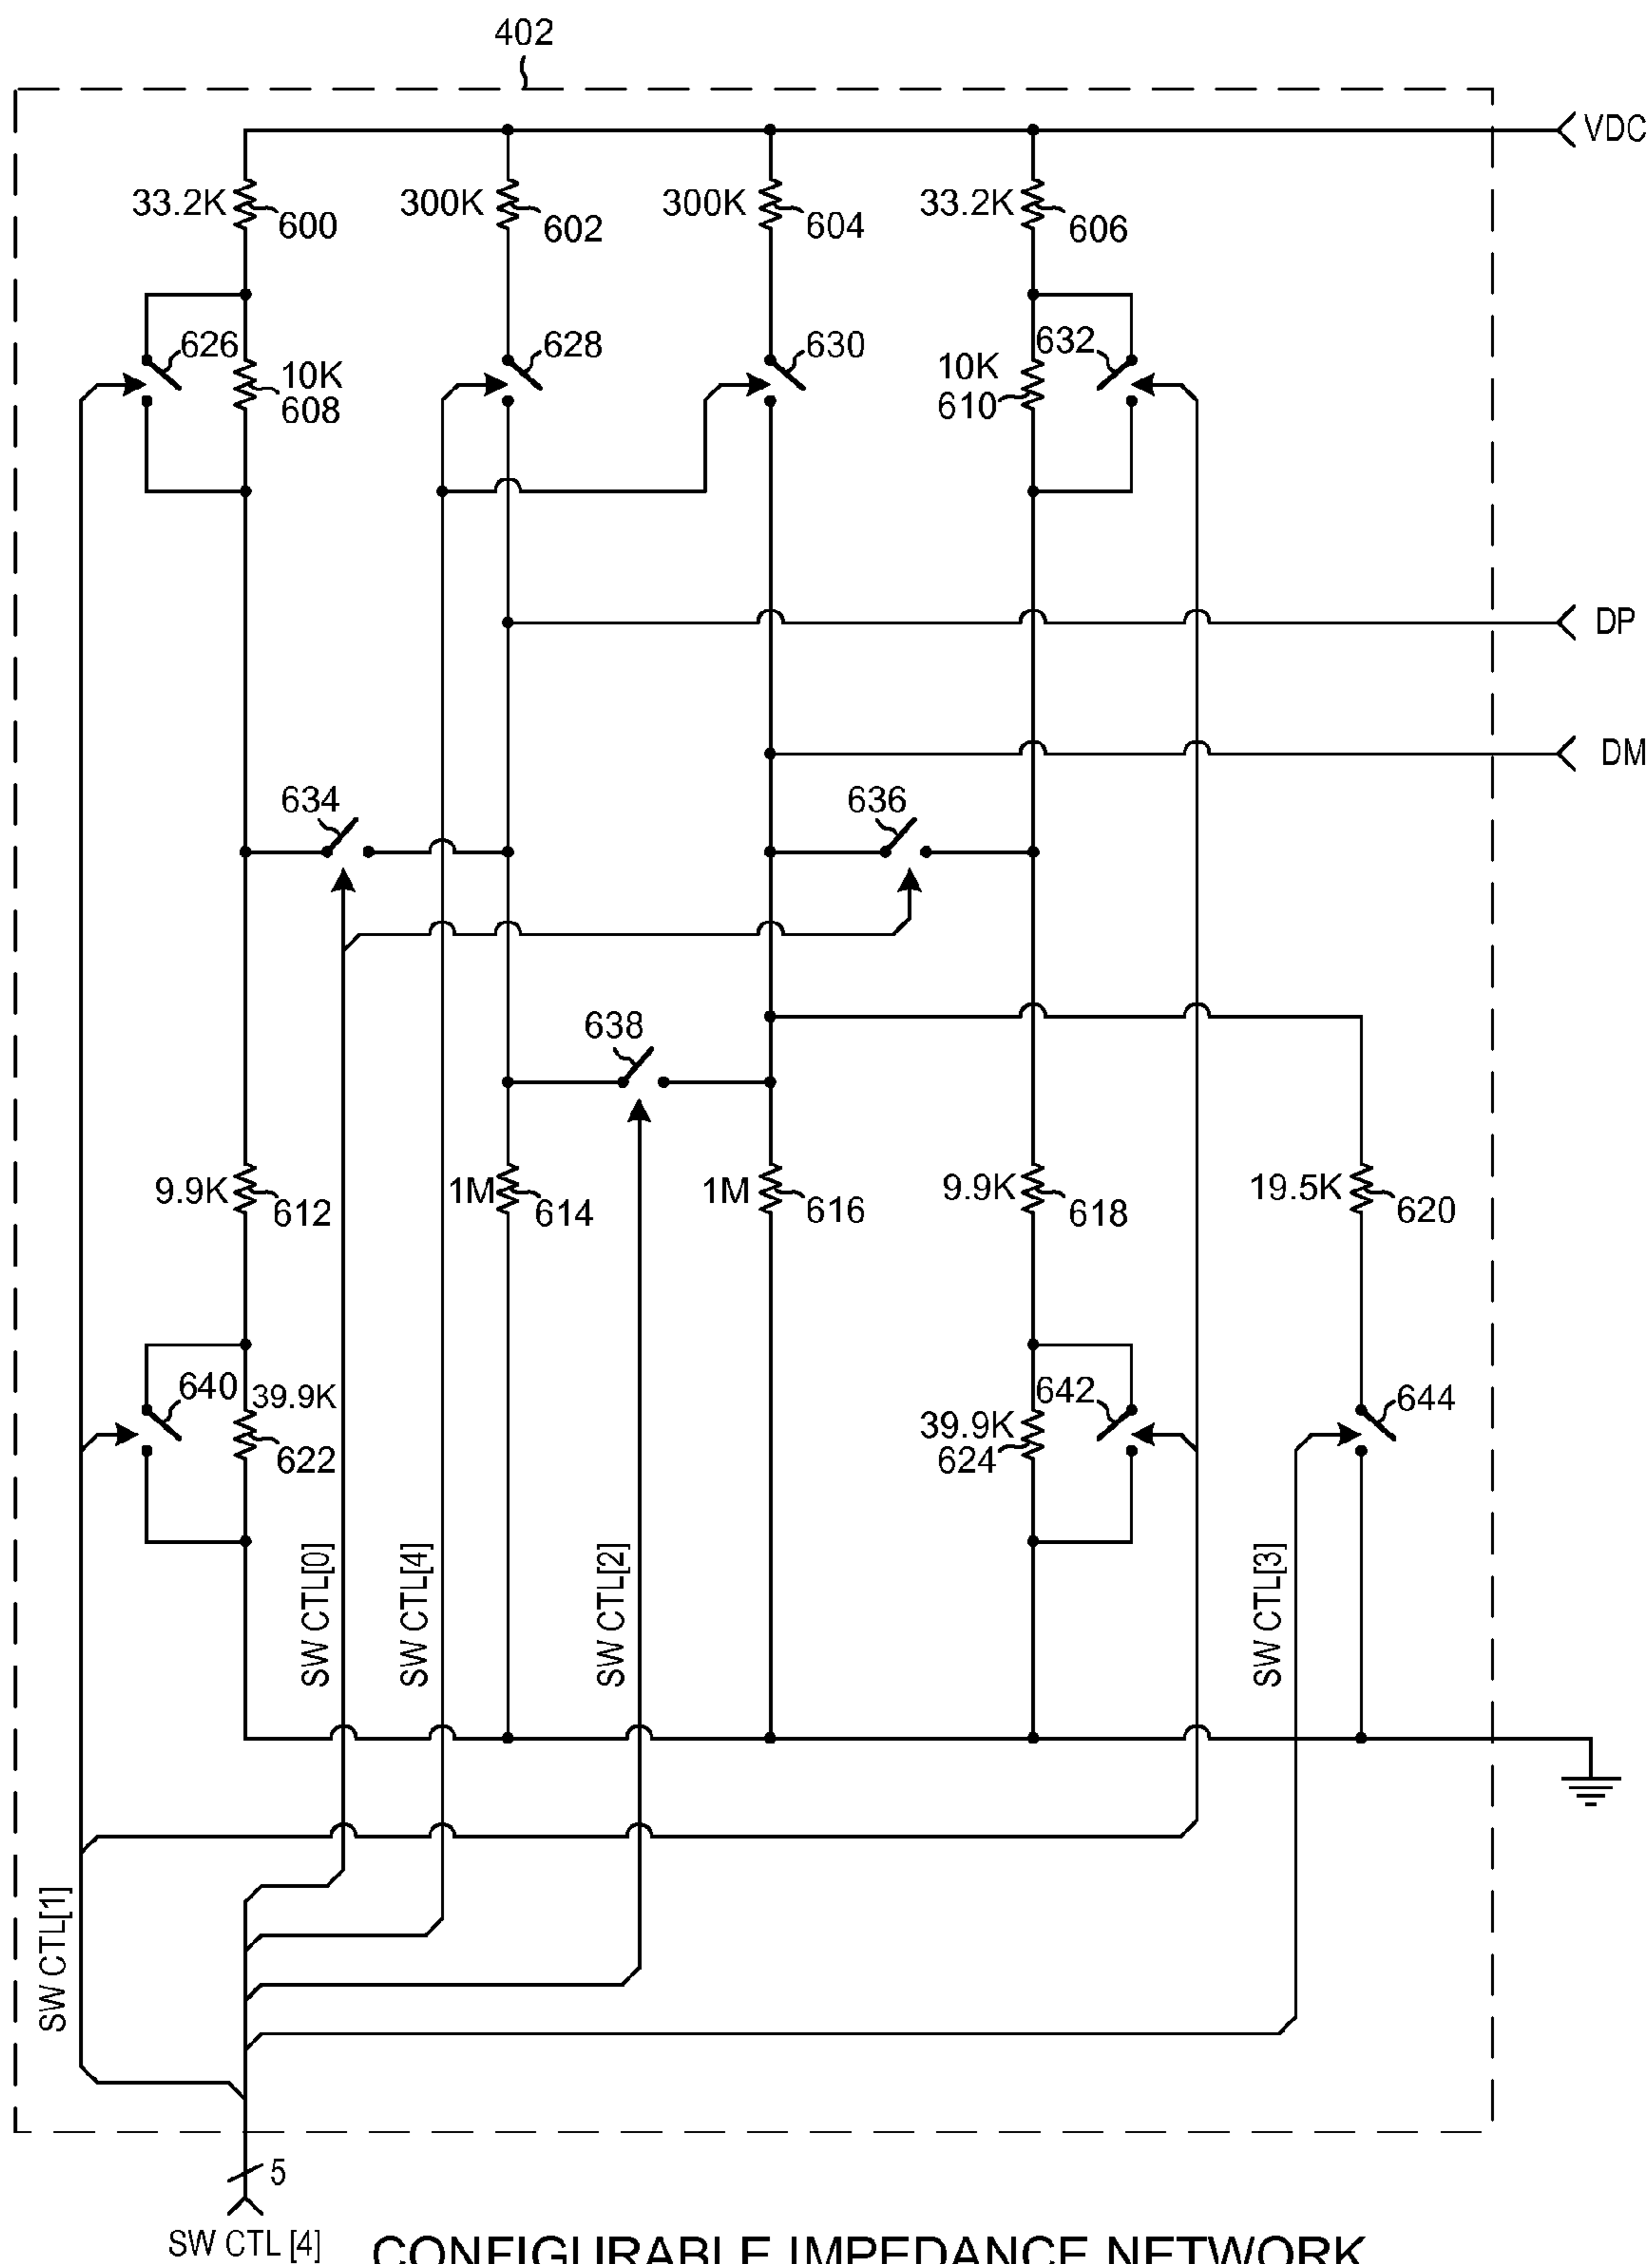 402
VDC
33.2K
600
300K
602
300K
604
33.2K
606
626
10K
608
628
630
632
10K
610
DP
DM
634
636
638
9.9K
612
1M
614
1M
616
9.9K
618
19.5K
620
640
39.9K
622
642
39.9K
624
644
SW CTL[0]
SW CTL[4]
SW CTL[2]
SW CTL[3]
SW CTL[1]
5
SW CTL [4]
CONFIGURABLE IMPEDANCE NETWORK